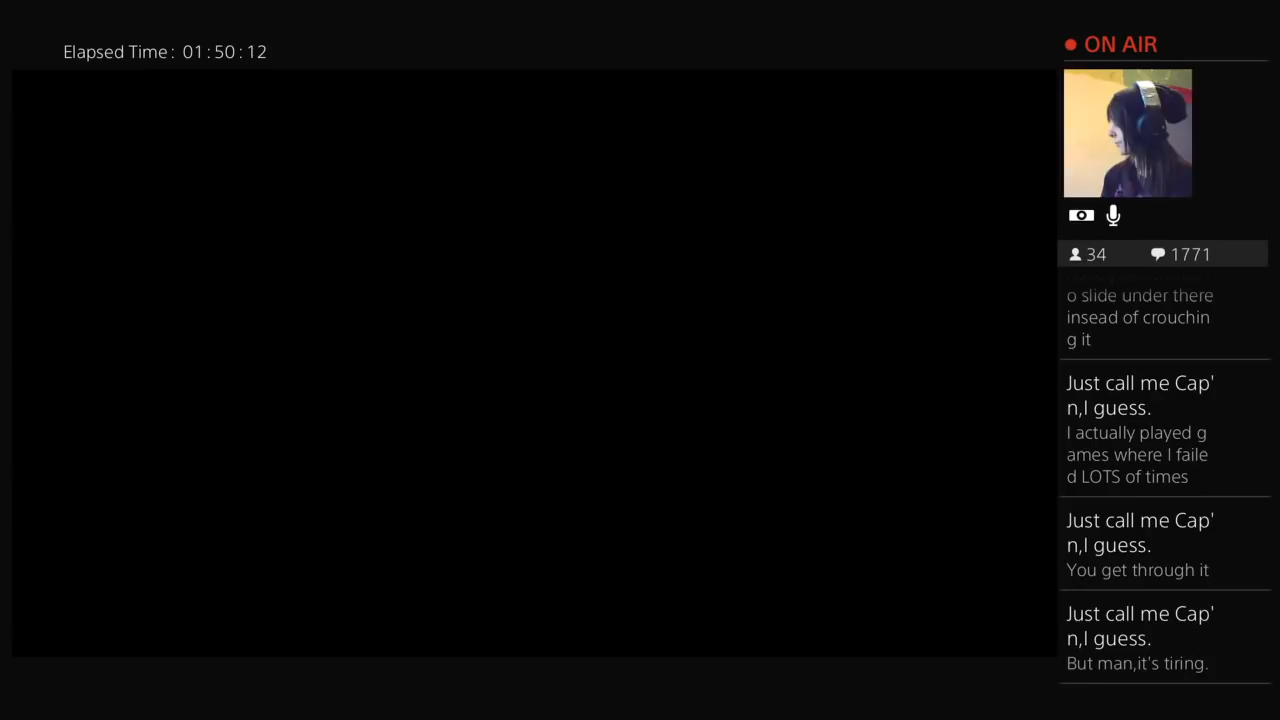 Elapsed Time: 01:50:12
ON AIR
34 1771
o slide under there
insead of crouchin
g it
Just call me Cap'
n,I guess.
I actually played g
ames where I faile
d LOTS of times
Just call me Cap'
n,I guess.
You get through it
Just call me Cap'
n,I guess.
But man,it's tiring.